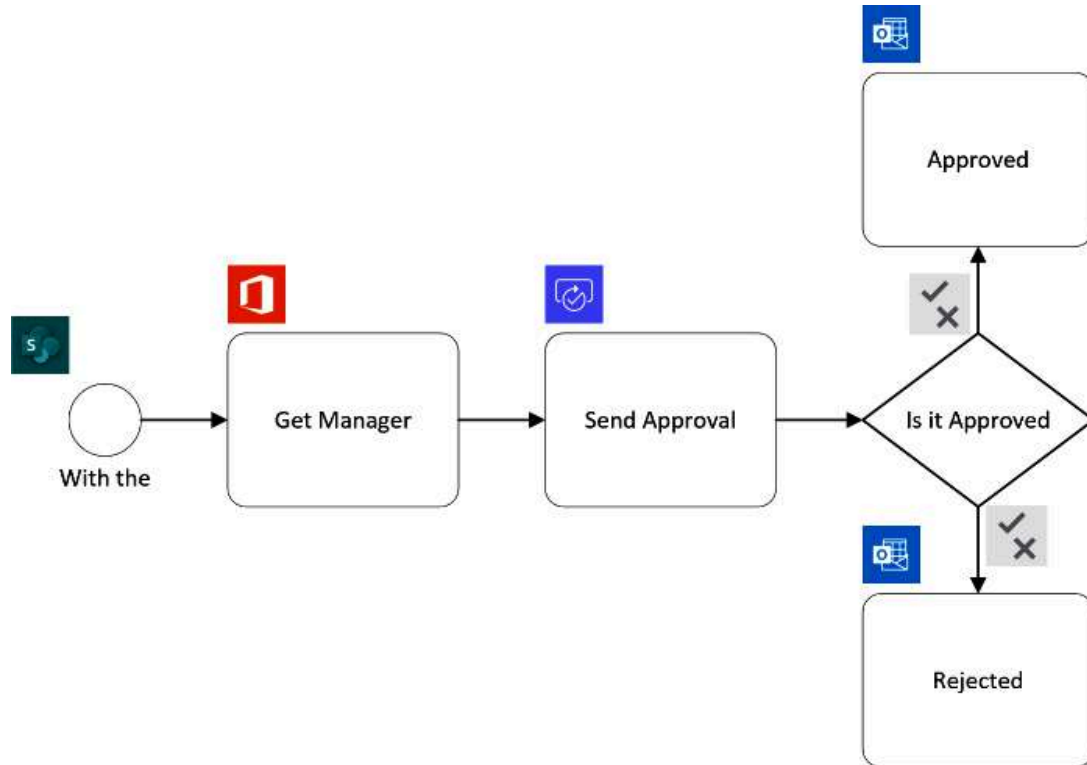 Approved
S
Get Manager
Send Approval
Is it Approved
With the
O
O
Rejected